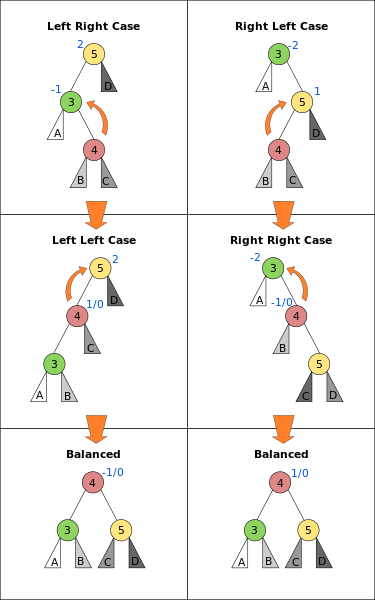 Left Right Case
2
5
-1
3
D
A
4
B
C
Right Left Case
3
-2
A
5
1
4
D
B
C
Left Left Case
5
2
4
1/0
D
3
C
A
B
Right Right Case
-2
3
A
-1/0
4
B
5
C
D
Balanced
4
-1/0
3
5
A
B
C
D
Balanced
4
1/0
3
5
A
B
C
D